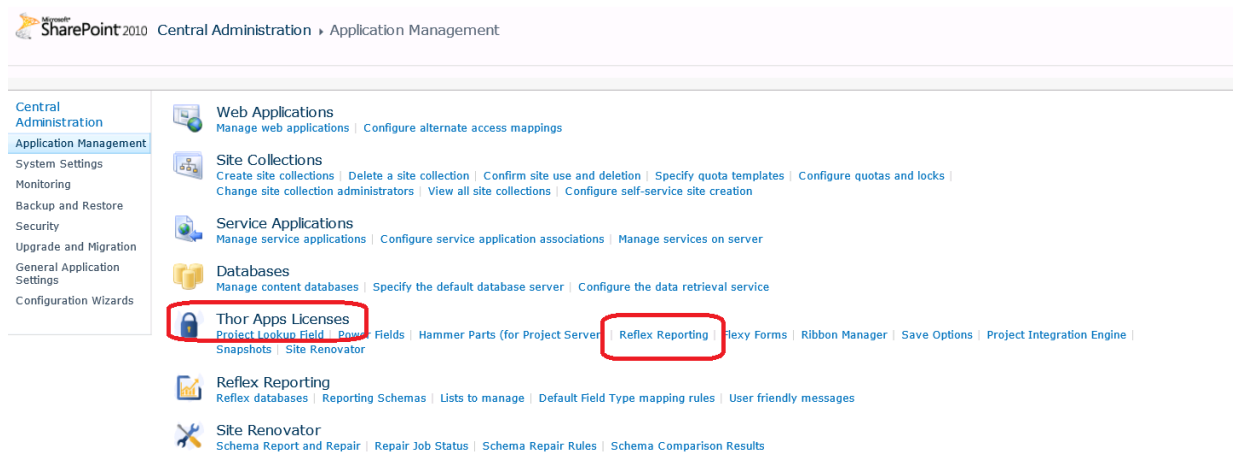 Microsoft
SharePoint 2010 Central Administration ▸ Application Management
Central
Administration
Application Management
System Settings
Monitoring
Backup and Restore
Security
Upgrade and Migration
General Application
Settings
Configuration Wizards
Web Applications
Manage web applications | Configure alternate access mappings
Site Collections
Create site collections | Delete a site collection | Confirm site use and deletion | Specify quota templates | Configure quotas and locks |
Change site collection administrators | View all site collections | Configure self-service site creation
Service Applications
Manage service applications | Configure service application associations | Manage services on server
Databases
Manage content databases | Specify the default database server | Configure the data retrieval service
Thor Apps Licenses
Project Lookup Field | Power Fields | Hammer Parts (for Project Server | Reflex Reporting | Flexy Forms | Ribbon Manager | Save Options | Project Integration Engine |
Snapshots | Site Renovator
Reflex Reporting
Reflex databases | Reporting Schemas | Lists to manage | Default Field Type mapping rules | User friendly messages
Site Renovator
Schema Report and Repair | Repair Job Status | Schema Repair Rules | Schema Comparison Results